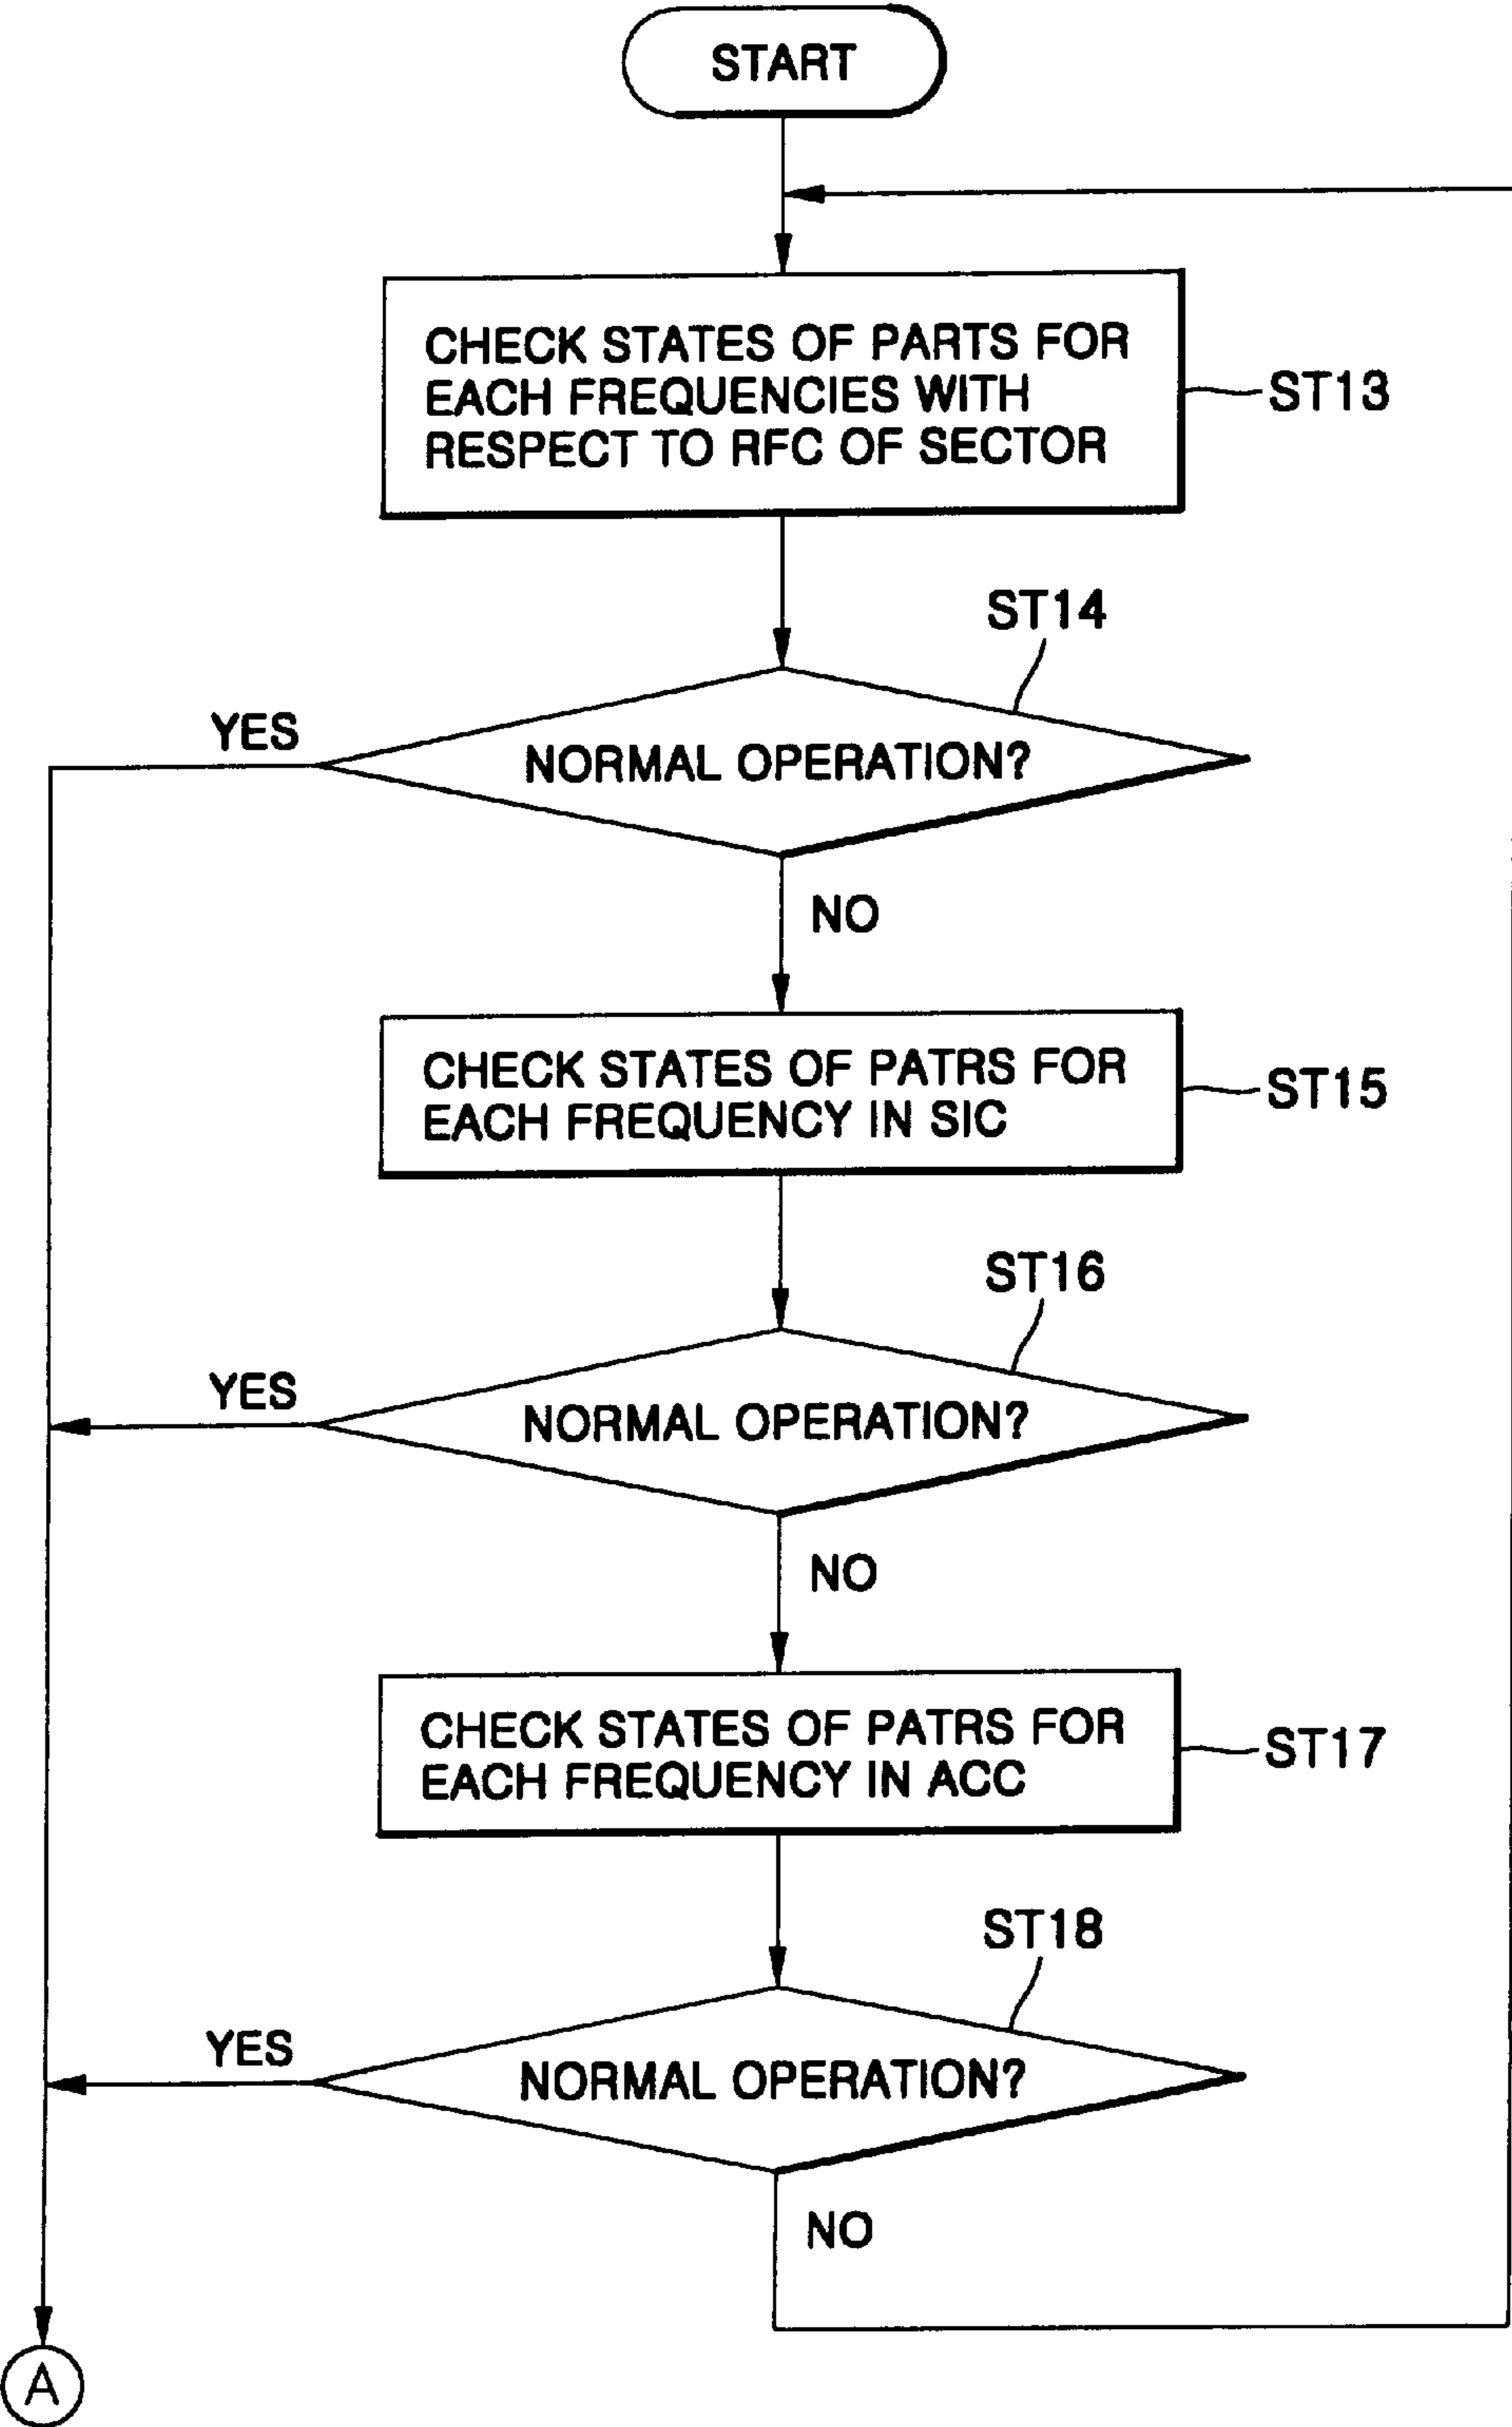 START
CHECK STATES OF PARTS FOR
EACH FREQUENCIES WITH
RESPECT TO RFC OF SECTOR
ST13
ST14
YES
NORMAL OPERATION?
NO
CHECK STATES OF PATRS FOR
EACH FREQUENCY IN SIC
ST15
ST16
YES
NORMAL OPERATION?
NO
CHECK STATES OF PATRS FOR
EACH FREQUENCY IN ACC
ST17
ST18
YES
NORMAL OPERATION?
NO
A